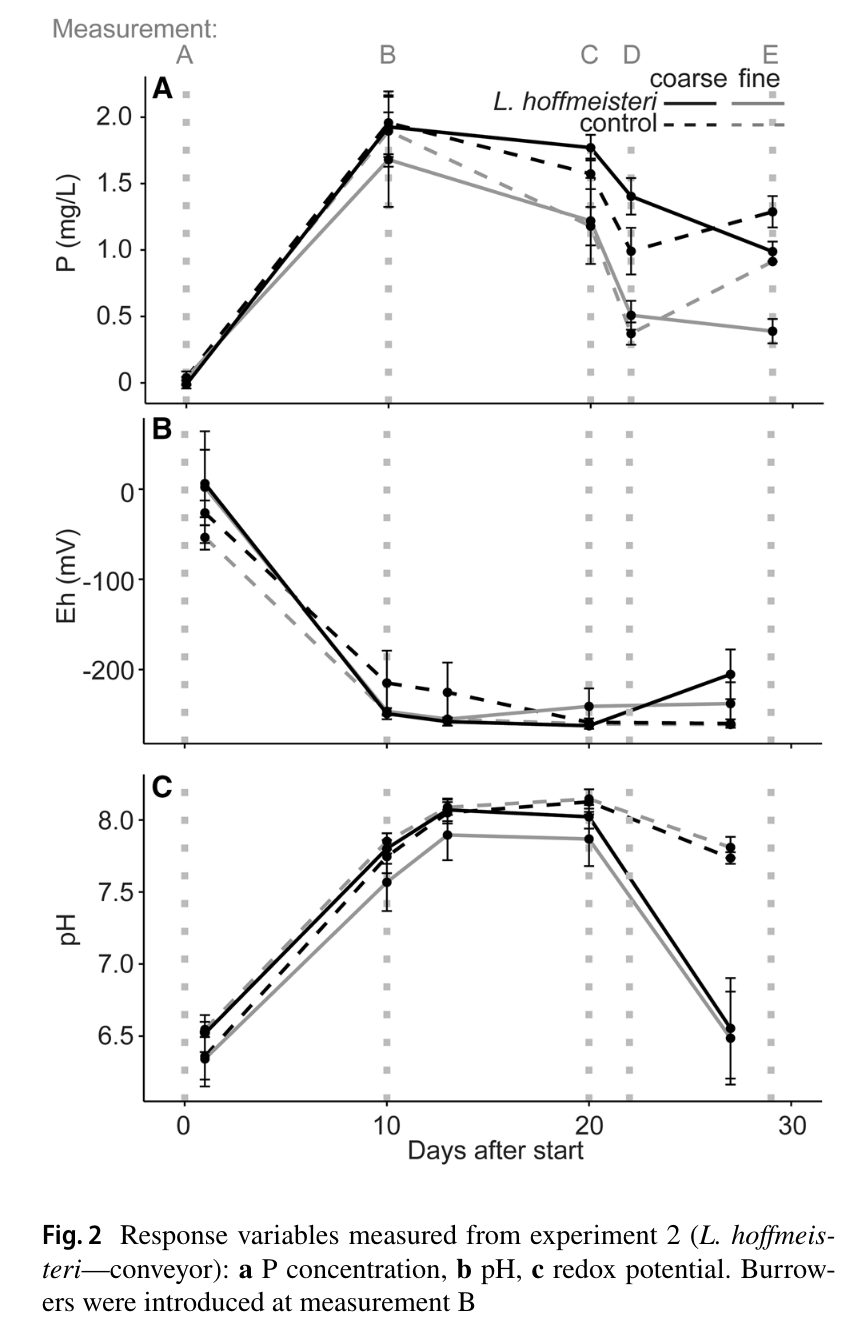 Measurement:
A B C D E
A
coarse fine
L. hoffmeisteri
control
P (mg/L)
2.0
1.5
1.0
0.5
0
B
Eh (mV)
0
-100
-200
C
pH
8.0
7.5
7.0
6.5
0 10 20 30
Days after start
Fig. 2 Response variables measured from experiment 2 (L. hoffmeis-
teri—conveyor): a P concentration, b pH, c redox potential. Burrow-
ers were introduced at measurement B